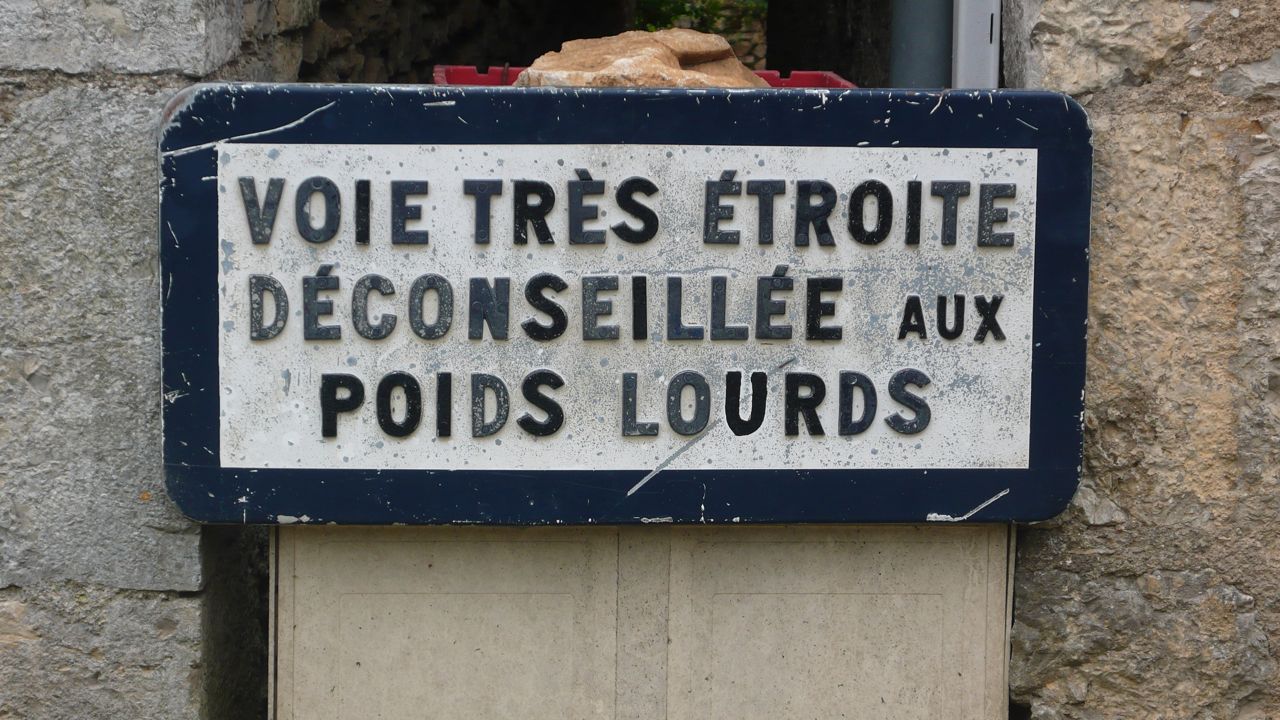 VOIE TRÈS ÉTROITE
DÉCONSEILLÉE AUX
POIDS LOURDS